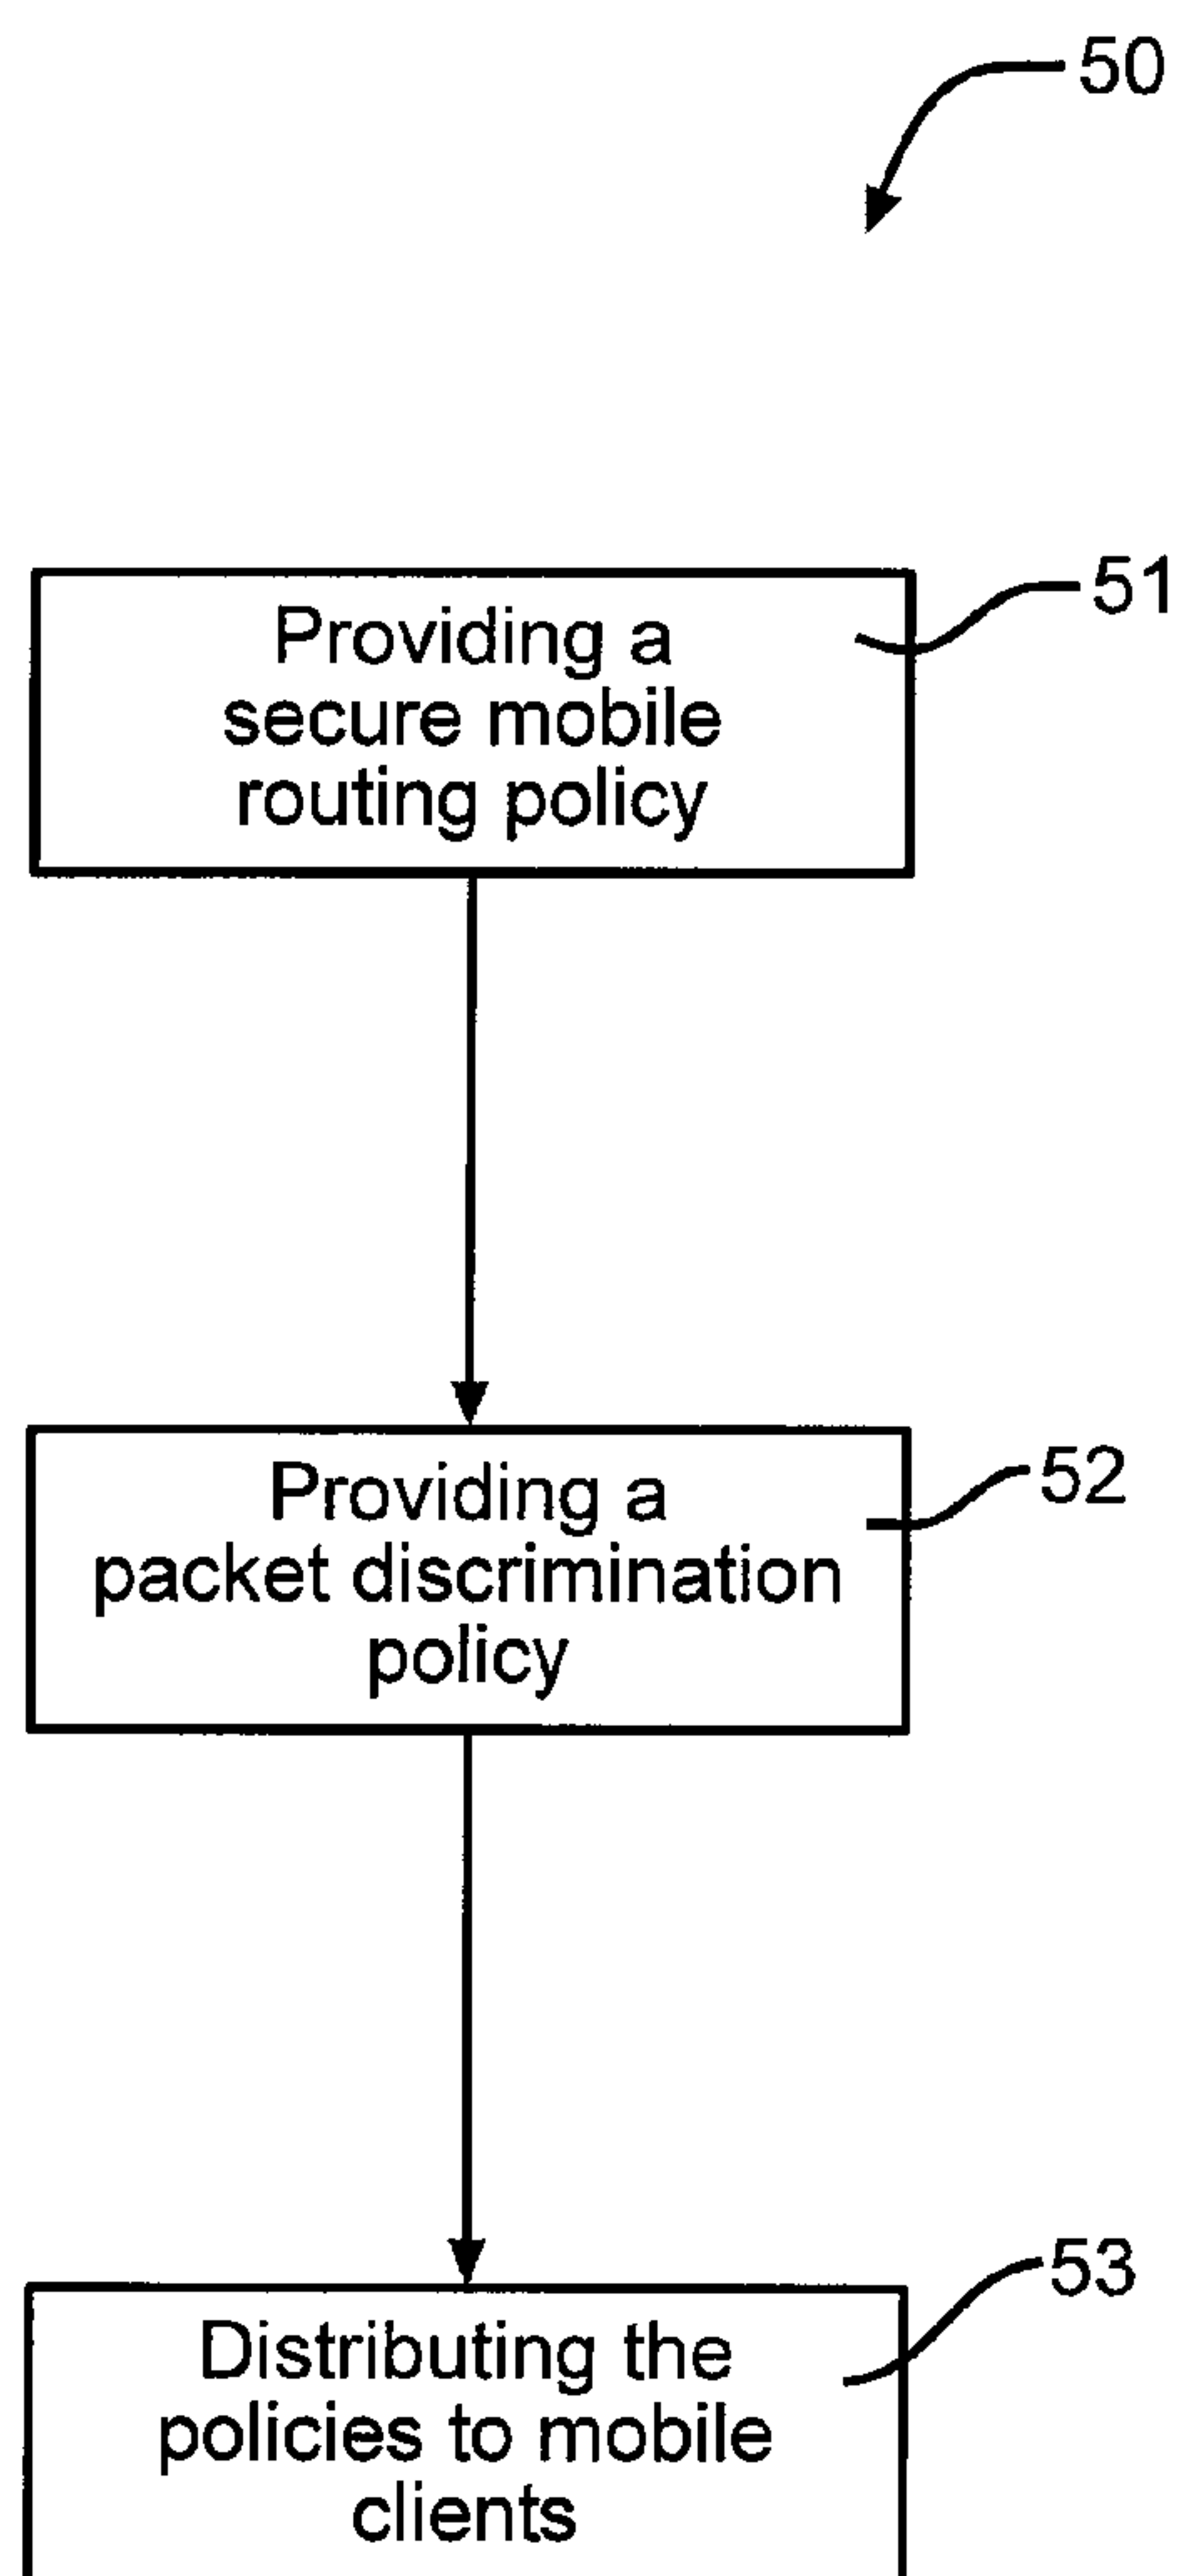 50
51
Providing a
secure mobile
routing policy
52
Providing a
packet discrimination
policy
53
Distributing the
policies to mobile
clients